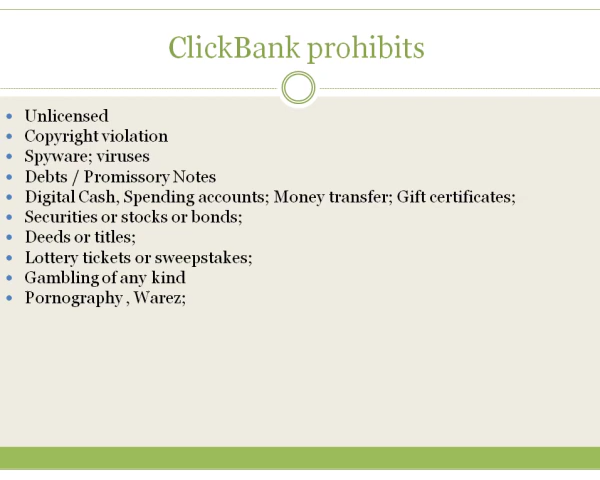 ClickBank prohibits
• Unlicensed
• Copyright violation
• Spyware; viruses
• Debts / Promissory Notes
• Digital Cash, Spending accounts; Money transfer; Gift certificates;
• Securities or stocks or bonds;
• Deeds or titles;
• Lottery tickets or sweepstakes;
• Gambling of any kind
• Pornography , Warez;